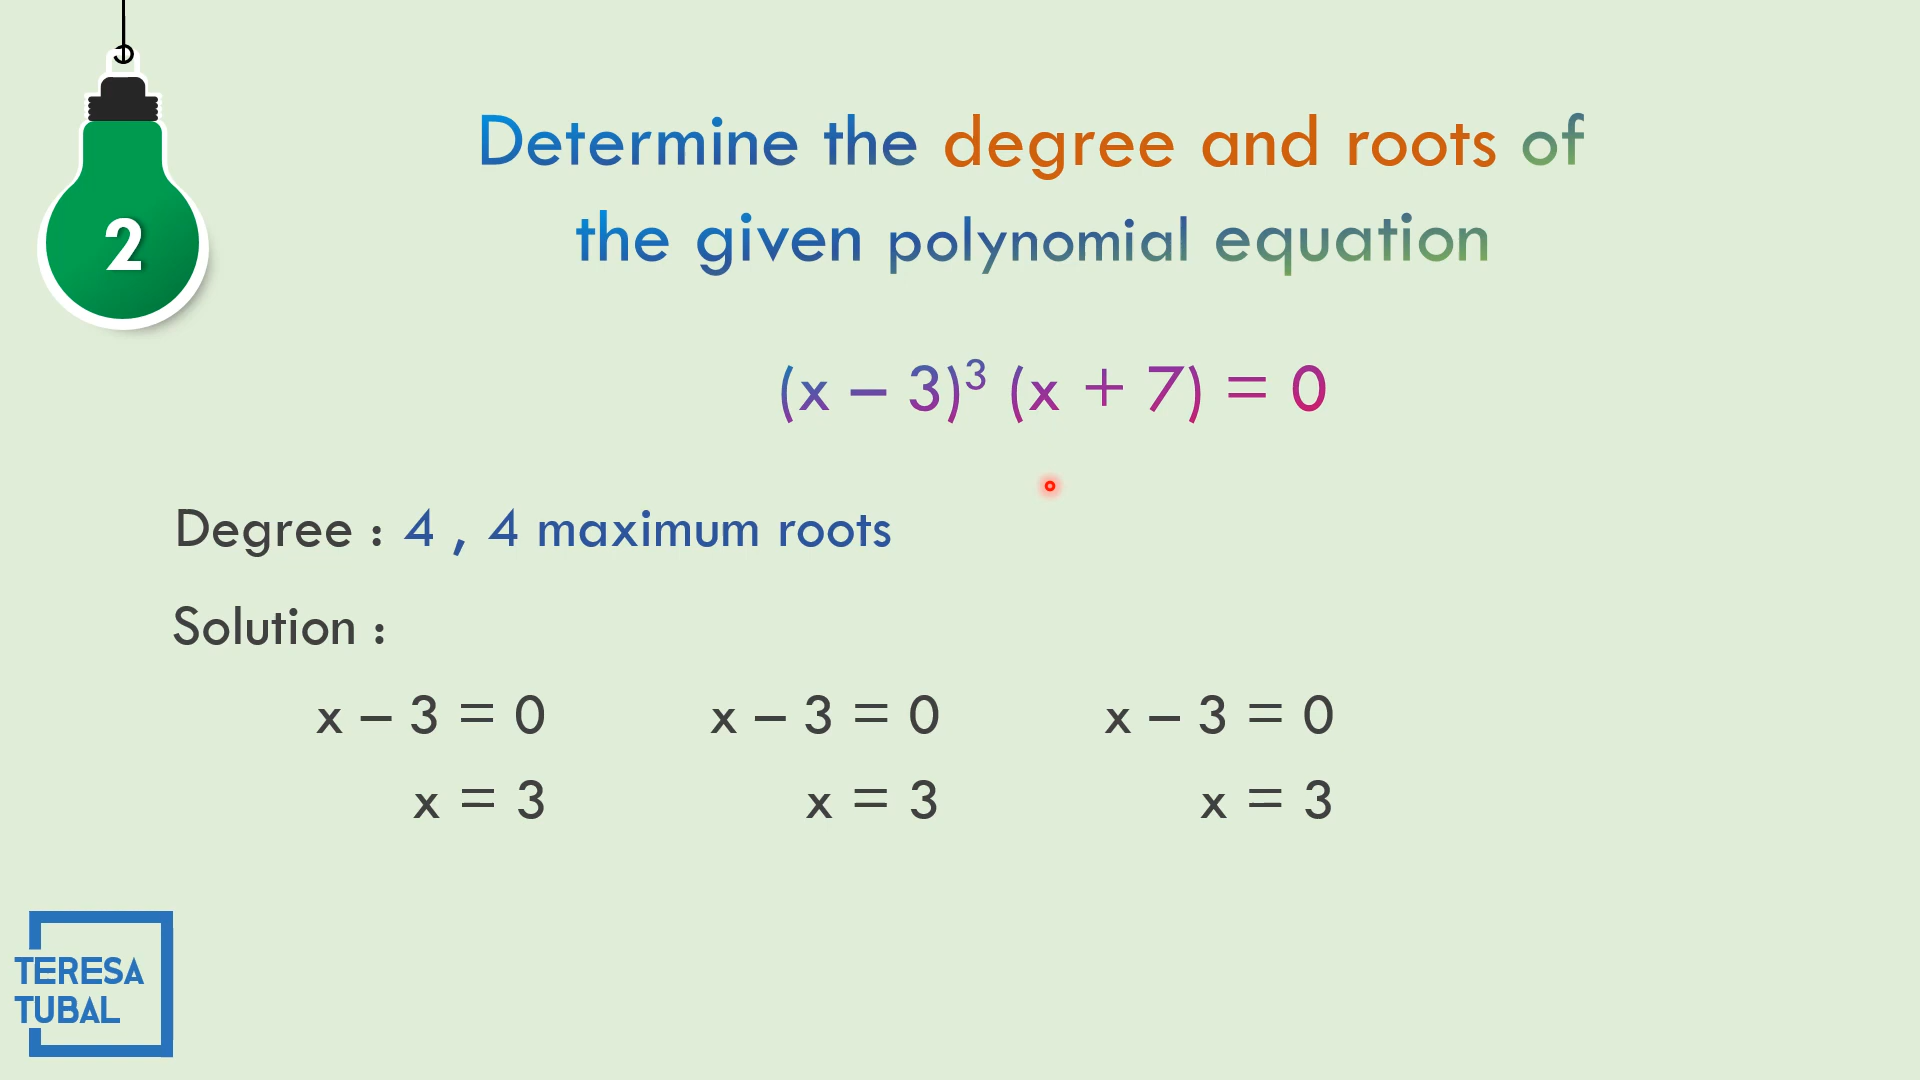 2
Determine the degree and roots of
the given polynomial equation
(x – 3)³ (x + 7) = 0
Degree : 4 , 4 maximum roots
Solution :
x – 3 = 0 x – 3 = 0 x – 3 = 0
x = 3 x = 3 x = 3
TERESA
TUBAL